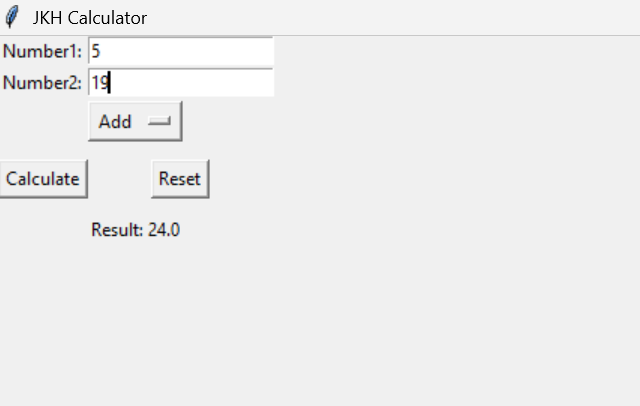 JKH Calculator
Number1: 5
Number2: 19
Add
Calculate Reset
Result: 24.0